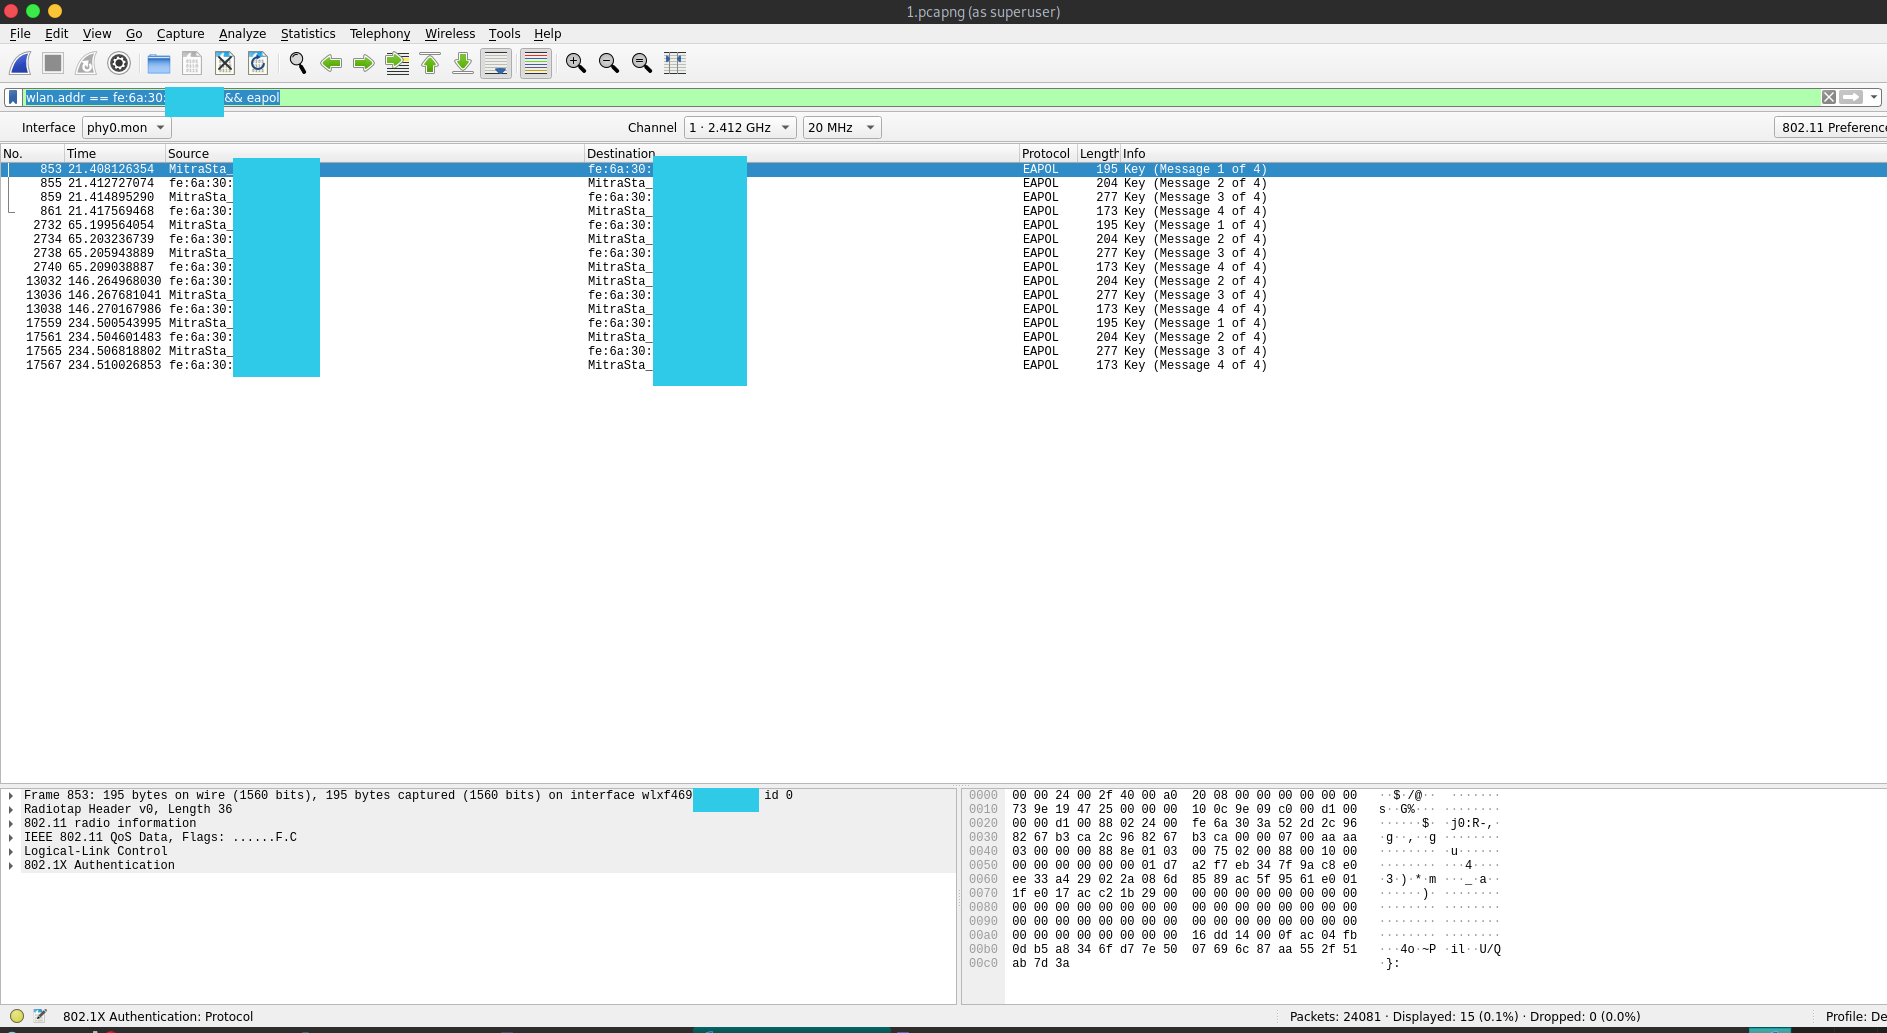 1.pcapng (as superuser)
File Edit View Go Capture Analyze Statistics Telephony Wireless Tools Help
wlan.addr == fe:6a:30: && eapol
Interface phy0.mon Channel 1 · 2.412 GHz 20 MHz 802.11 Preference
No. Time Source Destination Protocol Length Info
853 21.408126354 MitraSta_ fe:6a:30: EAPOL 195 Key (Message 1 of 4)
855 21.412727074 fe:6a:30: MitraSta_ EAPOL 204 Key (Message 2 of 4)
859 21.414895290 MitraSta_ fe:6a:30: EAPOL 277 Key (Message 3 of 4)
861 21.417569468 fe:6a:30: MitraSta_ EAPOL 173 Key (Message 4 of 4)
2732 65.199564054 MitraSta_ fe:6a:30: EAPOL 195 Key (Message 1 of 4)
2734 65.203236739 fe:6a:30: MitraSta_ EAPOL 204 Key (Message 2 of 4)
2738 65.205943889 MitraSta_ fe:6a:30: EAPOL 277 Key (Message 3 of 4)
2740 65.209038887 fe:6a:30: MitraSta_ EAPOL 173 Key (Message 4 of 4)
13032 146.264968030 fe:6a:30: MitraSta_ EAPOL 204 Key (Message 2 of 4)
13036 146.267681041 MitraSta_ fe:6a:30: EAPOL 277 Key (Message 3 of 4)
13038 146.270167986 fe:6a:30: MitraSta_ EAPOL 173 Key (Message 4 of 4)
17559 234.500543995 MitraSta_ fe:6a:30: EAPOL 195 Key (Message 1 of 4)
17561 234.504601483 fe:6a:30: MitraSta_ EAPOL 204 Key (Message 2 of 4)
17565 234.506818802 MitraSta_ fe:6a:30: EAPOL 277 Key (Message 3 of 4)
17567 234.510026853 fe:6a:30: MitraSta_ EAPOL 173 Key (Message 4 of 4)
Frame 853: 195 bytes on wire (1560 bits), 195 bytes captured (1560 bits) on interface wlxf469 id 0
Radiotap Header v0, Length 36
802.11 radio information
IEEE 802.11 QoS Data, Flags: ......F.C
Logical-Link Control
802.1X Authentication
0000 00 00 24 00 2f 40 00 a0 20 08 00 00 00 00 00 00 ··$·/@·· ·······
0010 73 9e 19 47 25 00 00 00 10 0c 9e 09 c0 00 d1 00 s··G%··· ········
0020 00 00 d1 00 88 02 24 00 fe 6a 30 3a 52 2d 2c 96 ······$· ·j0:R-,·
0030 82 67 b3 ca 2c 96 82 67 b3 ca 00 00 07 00 aa aa ·g··,··g ········
0040 03 00 00 00 88 8e 01 03 00 75 02 00 88 00 10 00 ········ ·u······
0050 00 00 00 00 00 00 01 d7 a2 f7 eb 34 7f 9a c8 e0 ········ ···4····
0060 ee 33 a4 29 02 2a 08 6d 85 89 ac 5f 95 61 e0 01 ·3·)·*·m ···_·a··
0070 1f e0 17 ac c2 1b 29 00 00 00 00 00 00 00 00 00 ······)· ········
0080 00 00 00 00 00 00 00 00 00 00 00 00 00 00 00 00 ········ ········
0090 00 00 00 00 00 00 00 00 00 00 00 00 00 00 00 00 ········ ········
00a0 00 00 00 00 00 00 00 00 16 dd 14 00 0f ac 04 fb ········ ········
00b0 0d b5 a8 34 6f d7 7e 50 07 69 6c 87 aa 55 2f 51 ···4o·~P ·il··U/Q
00c0 ab 7d 3a ·}:
802.1X Authentication: Protocol Packets: 24081 · Displayed: 15 (0.1%) · Dropped: 0 (0.0%) Profile: De